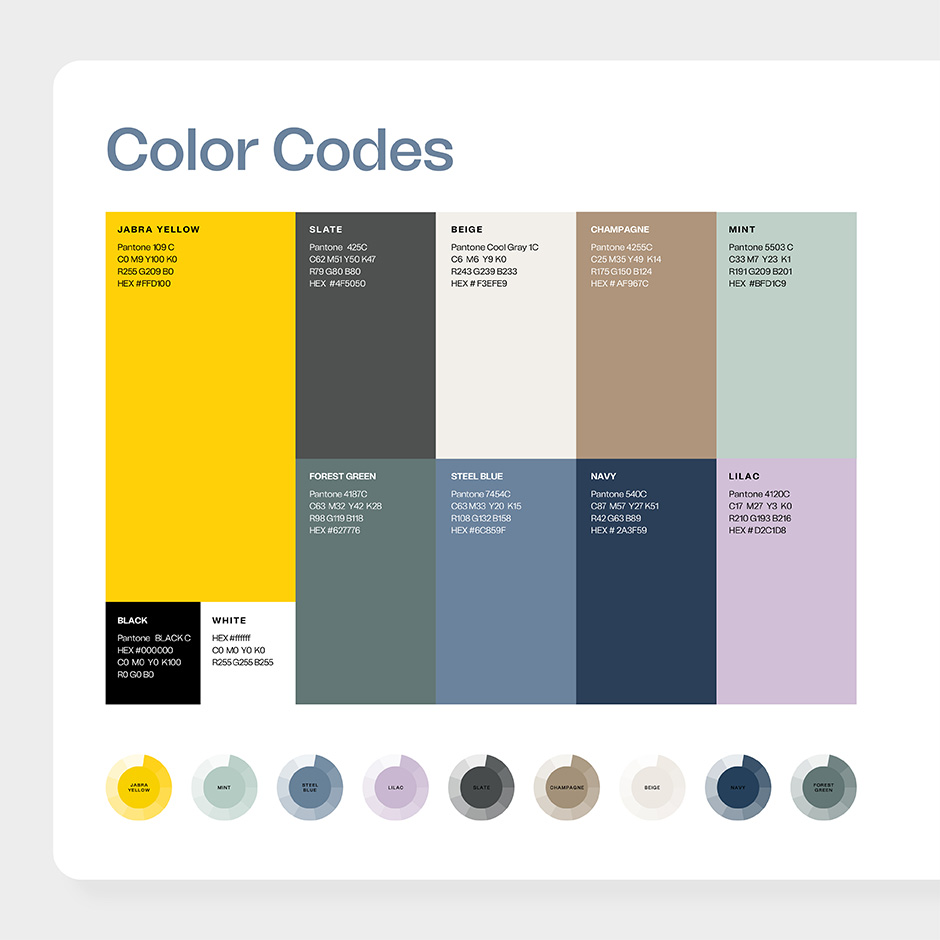 Color Codes
JABRA YELLOW
Pantone 109 C
C0 M9 Y100 K0
R255 G209 B0
HEX #FFD100
SLATE
Pantone 425C
C62 M51 Y50 K47
R79 G80 B80
HEX #4F5050
BEIGE
Pantone Cool Gray 1C
C6 M6 Y9 K0
R243 G239 B233
HEX # F3EFE9
CHAMPAGNE
Pantone 4255C
C25 M35 Y49 K14
R175 G150 B124
HEX # AF967C
MINT
Pantone 5503 C
C33 M7 Y23 K1
R191 G209 B201
HEX #BFD1C9
FOREST GREEN
Pantone 4187C
C63 M32 Y42 K28
R98 G119 B118
HEX #627776
STEEL BLUE
Pantone 7454C
C63 M33 Y20 K15
R108 G132 B158
HEX #6C859F
NAVY
Pantone 540C
C87 M57 Y27 K51
R42 G63 B89
HEX # 2A3F59
LILAC
Pantone 4120C
C17 M27 Y3 K0
R210 G193 B216
HEX # D2C1D8
BLACK
Pantone BLACK C
HEX #000000
C0 M0 Y0 K100
R0 G0 B0
WHITE
HEX #ffffff
C0 M0 Y0 K0
R255 G255 B255
JABRA
YELLOW
MINT
STEEL
BLUE
LILAC
SLATE
CHAMPAGNE
BEIGE
NAVY
FOREST
GREEN